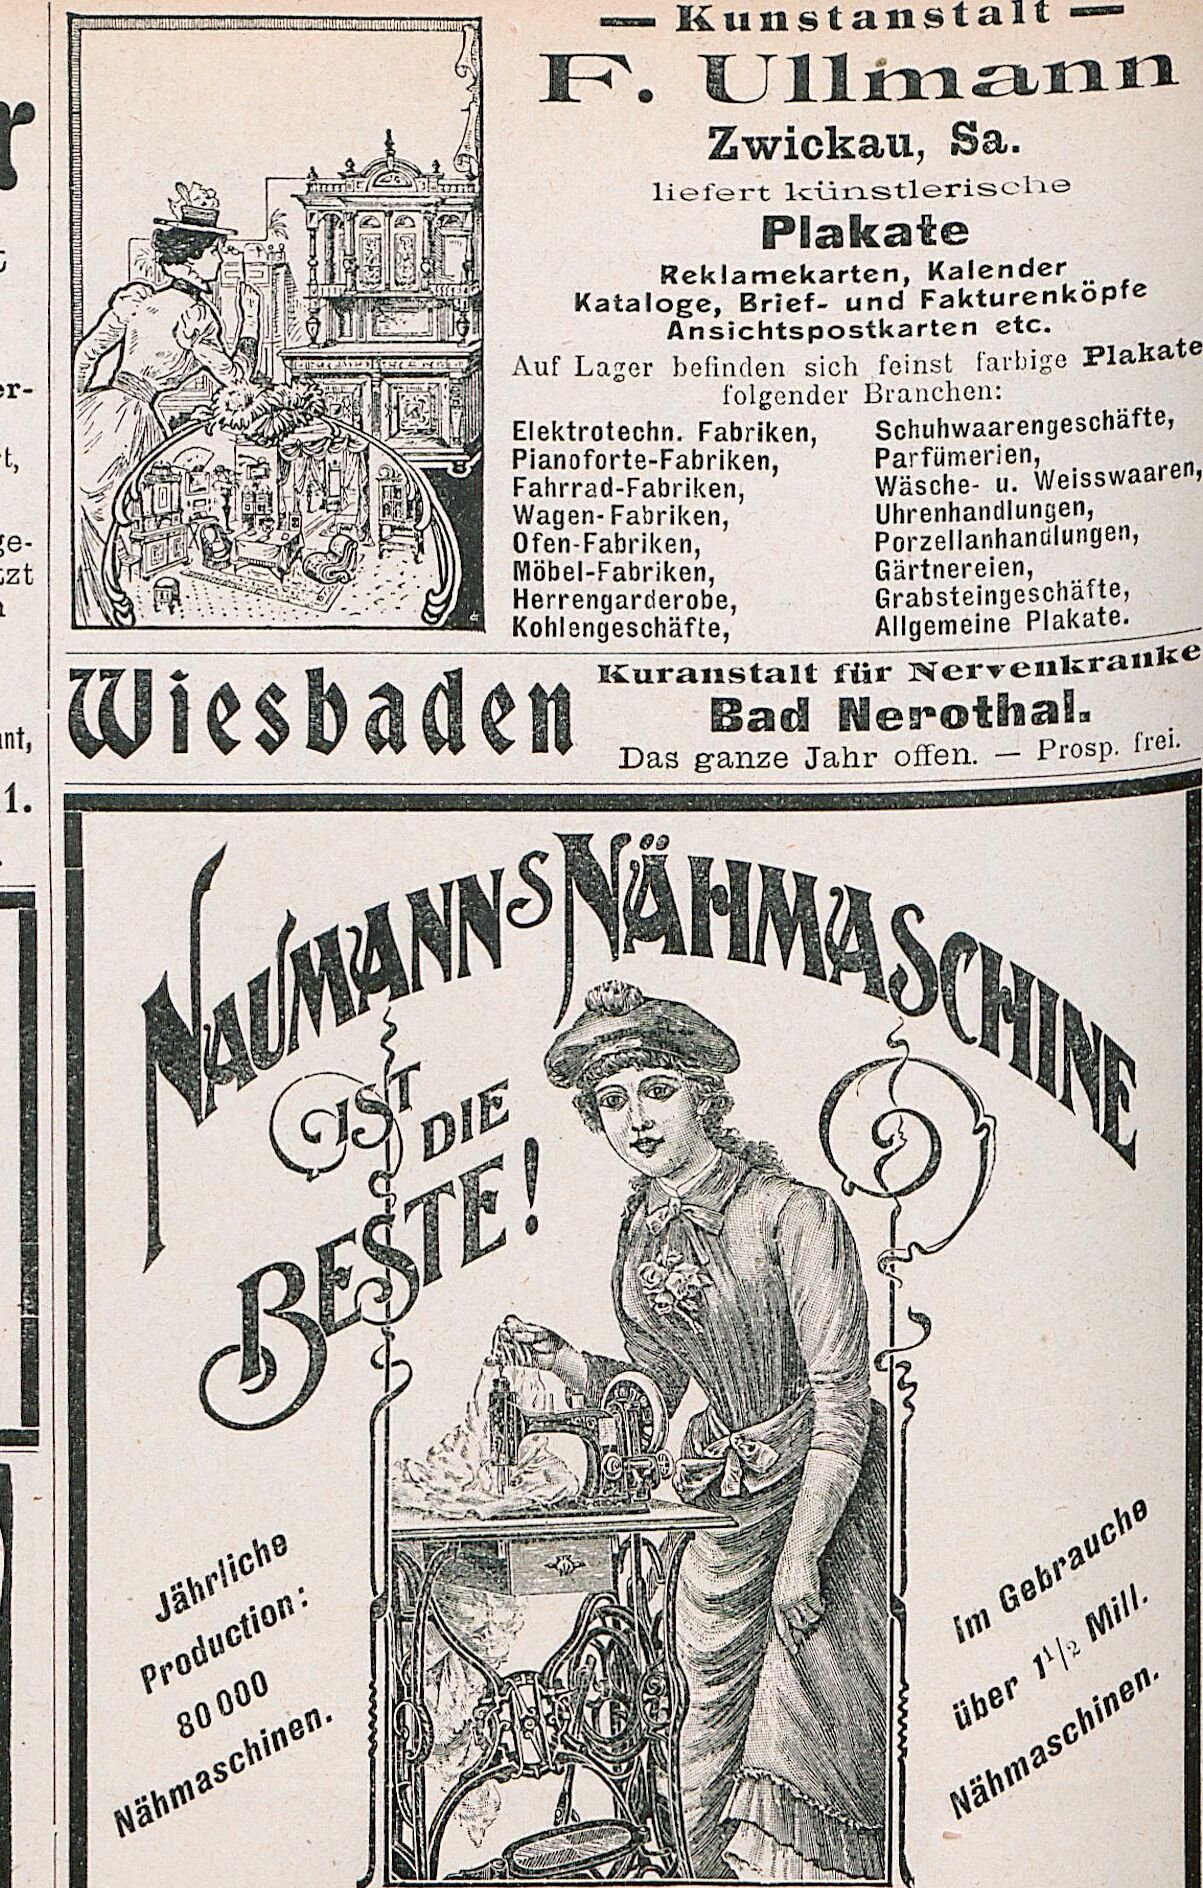 — Kunstanstalt —
F. Ullmann
Zwickau, Sa.
liefert künstlerische
Plakate
Reklamekarten, Kalender
Kataloge, Brief- und Fakturenköpfe
Ansichtspostkarten etc.
Auf Lager befinden sich feinst farbige Plakate
folgender Branchen:
Elektrotechn. Fabriken,
Pianoforte-Fabriken,
Fahrrad-Fabriken,
Wagen-Fabriken,
Ofen-Fabriken,
Möbel-Fabriken,
Herrengarderobe,
Kohlengeschäfte,
Schuhwaarengeschäfte,
Parfümerien,
Wäsche- u. Weisswaaren,
Uhrenhandlungen,
Porzellanhandlungen,
Gärtnereien,
Grabsteingeschäfte,
Allgemeine Plakate.
Wiesbaden
Kuranstalt für Nervenkranke
Bad Nerothal.
Das ganze Jahr offen. — Prosp. frei.
NAUMANNS NÄHMASCHINE
IST DIE
BESTE!
Jährliche
Production:
80 000
Nähmaschinen.
Im Gebrauche
über 1 1/2 Mill.
Nähmaschinen.